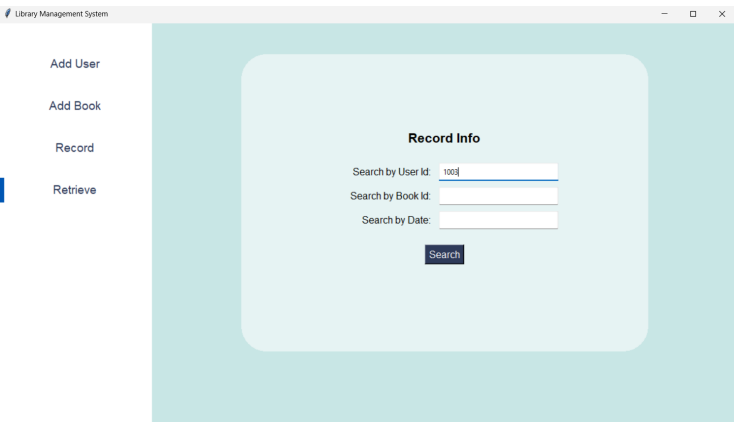 Library Management System
Add User
Add Book
Record
Retrieve
Record Info
Search by User Id: 1003
Search by Book Id:
Search by Date:
Search